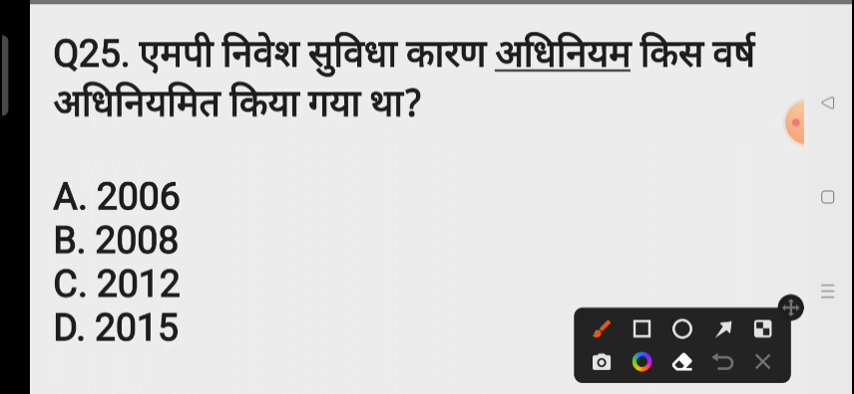 Q25. एमपी निवेश सुविधा कारण अधिनियम किस वर्ष
अधिनियमित किया गया था?
A. 2006
B. 2008
C. 2012
D. 2015